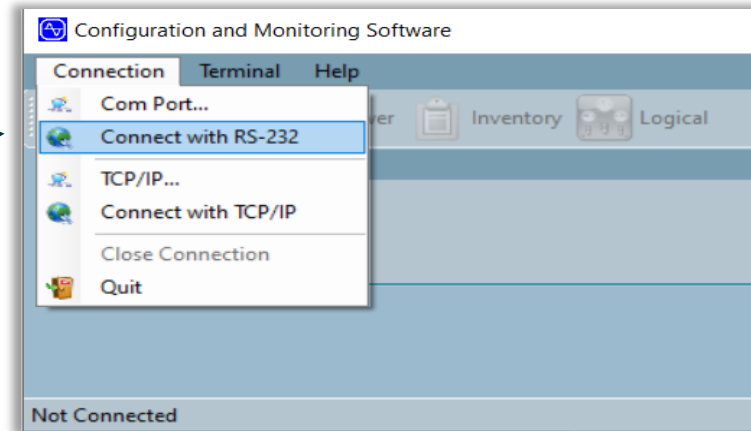 Configuration and Monitoring Software
Connection Terminal Help
Com Port...
Inventory Logical
Connect with RS-232
TCP/IP...
Connect with TCP/IP
Close Connection
Quit
Not Connected